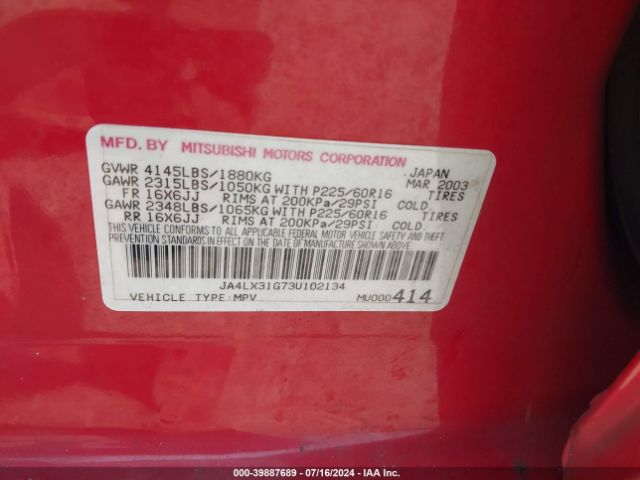 MFD. BY MITSUBISHI MOTORS CORPORATION
GVWR 4145LBS/1880KG JAPAN
GAWR 2315LBS/1050KG WITH P225/60R16 MAR 2003
FR 16X6JJ RIMS AT 200KPa/29PSI COLD. TIRES
GAWR 2348LBS/1065KG WITH P225/60R16 TIRES
RR 16X6JJ RIMS AT 200KPa/29PSI COLD.
THIS VEHICLE CONFORMS TO ALL APPLICABLE FEDERAL MOTOR VEHICLE SAFETY AND THEFT
PREVENTION STANDARDS IN EFFECT ON THE DATE OF MANUFACTURE SHOWN ABOVE.
JA4LX31G73U102134
VEHICLE TYPE:MPV MU000414
000-39887689 - 07/16/2024 - IAA Inc.